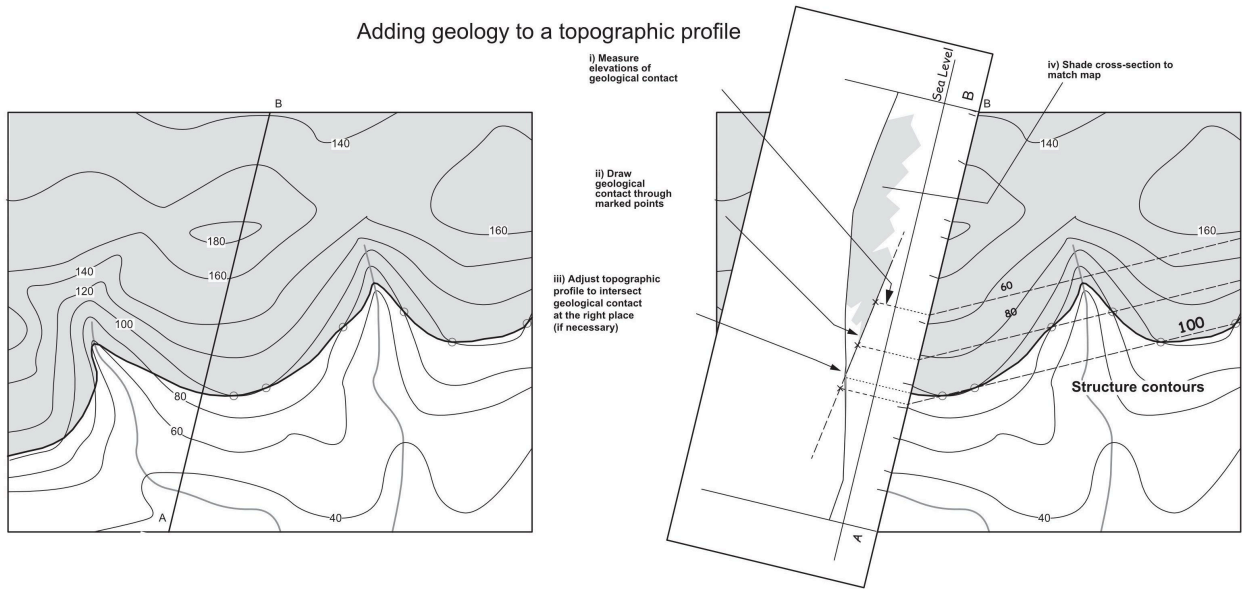 Adding geology to a topographic profile
B
140
180
160
160
140
120
100
80
60
A
40
i) Measure
elevations of
geological contact
ii) Draw
geological
contact through
marked points
iii) Adjust topographic
profile to intersect
geological contact
at the right place
(if necessary)
iv) Shade cross-section to
match map
Sea Level
B
B
140
160
60
80
100
Structure contours
40
A